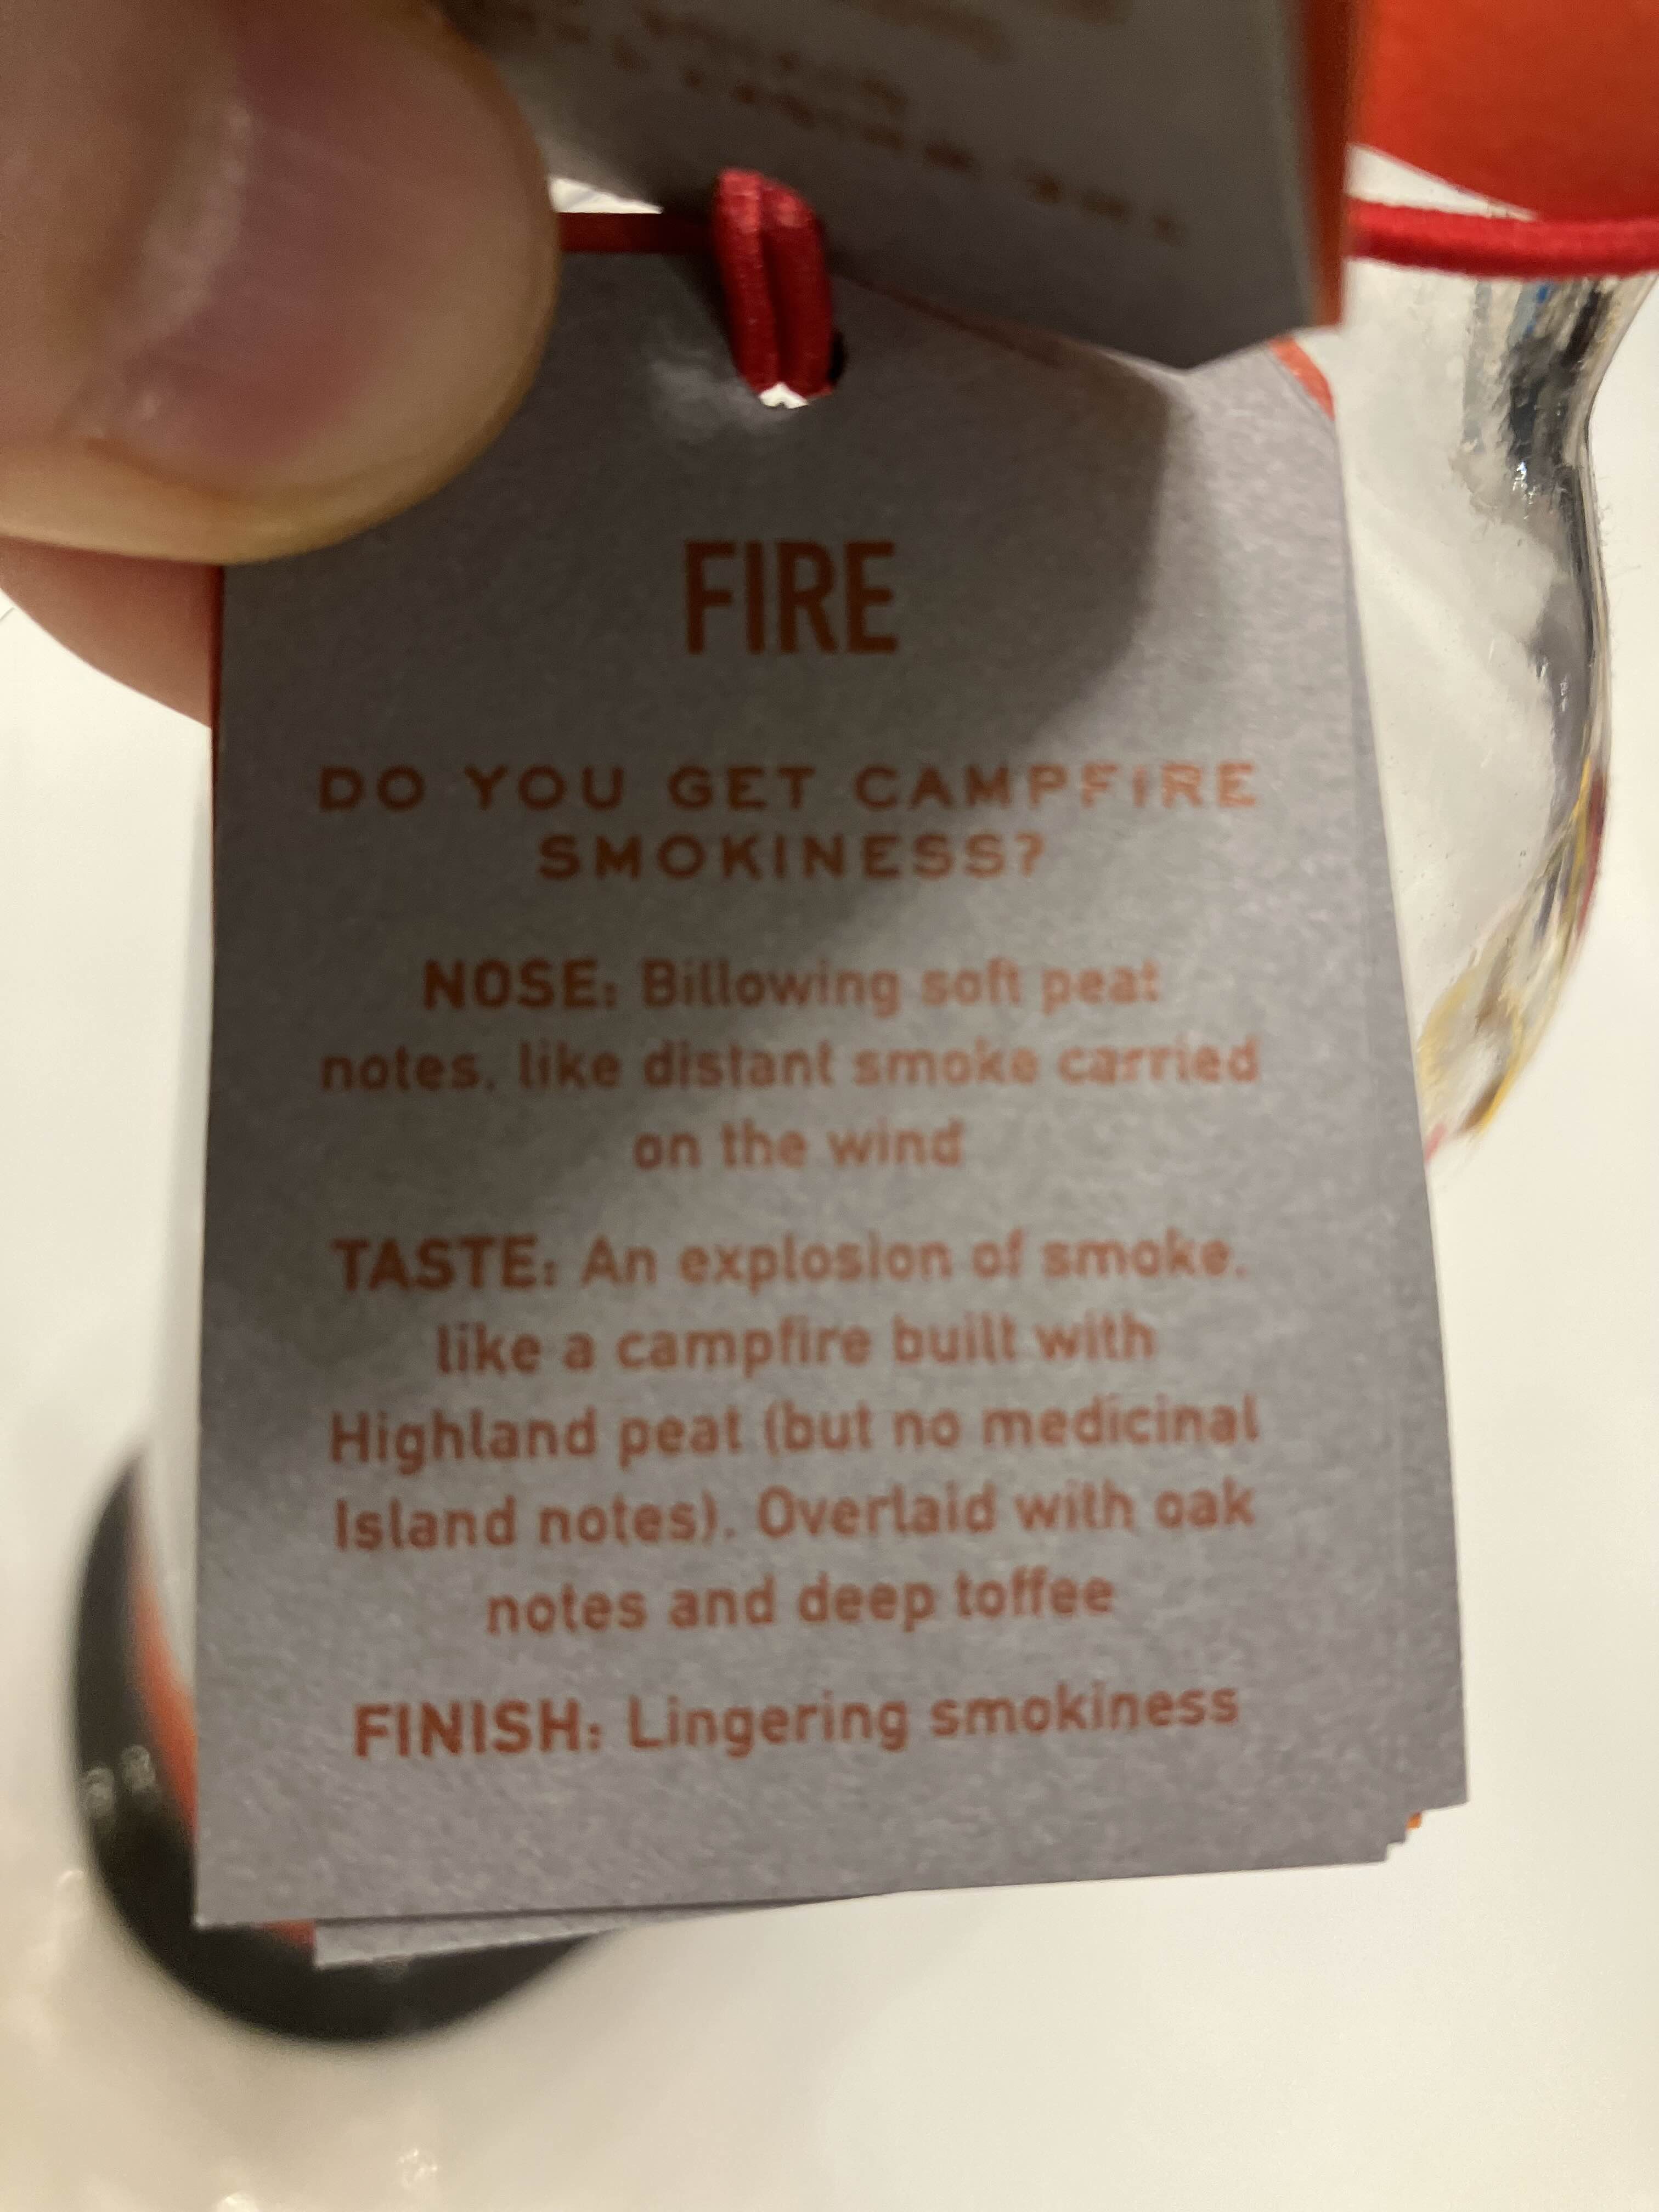 FIRE
DO YOU GET CAMPFIRE
SMOKINESS?
NOSE: Billowing soft peat
notes, like distant smoke carried
on the wind
TASTE: An explosion of smoke,
like a campfire built with
Highland peat (but no medicinal
Island notes). Overlaid with oak
notes and deep toffee
FINISH: Lingering smokiness